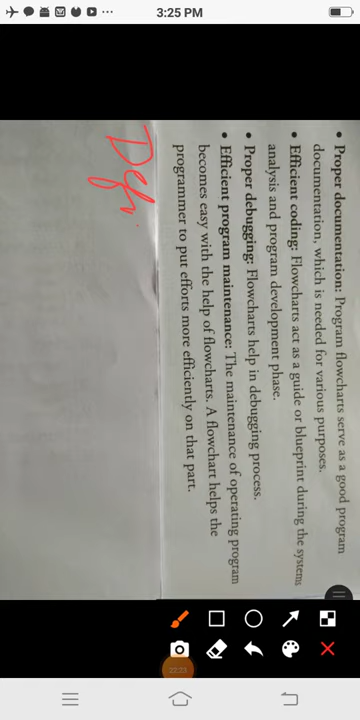 3:25 PM
• Proper documentation: Program flowcharts serve as a good program
documentation, which is needed for various purposes.
• Efficient coding: Flowcharts act as a guide or blueprint during the systems
analysis and program development phase.
• Proper debugging: Flowcharts help in debugging process.
• Efficient program maintenance: The maintenance of operating program
becomes easy with the help of flowcharts. A flowchart helps the
programmer to put efforts more efficiently on that part.
Defi
22:23